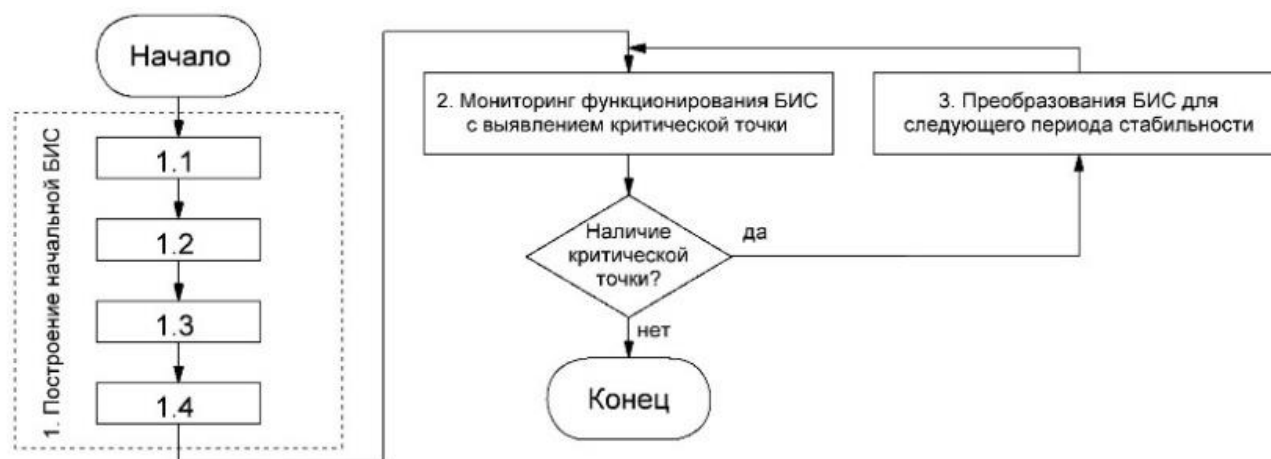 Начало
1. Построение начальной БИС
1.1
1.2
1.3
1.4
2. Мониторинг функционирования БИС
с выявлением критической точки
3. Преобразования БИС для
следующего периода стабильности
Наличие
критической
точки?
да
нет
Конец